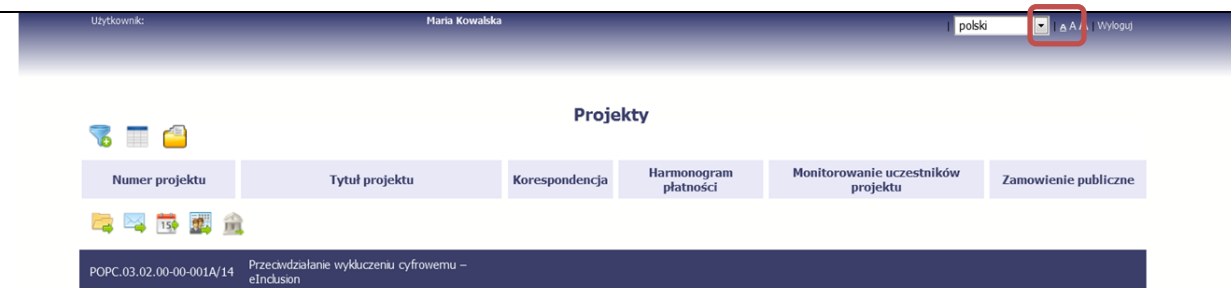 Użytkownik: Maria Kowalska | polski | A A A | Wyloguj
Projekty
Numer projektu Tytuł projektu Korespondencja Harmonogram płatności Monitorowanie uczestników projektu Zamowienie publiczne
15
POPC.03.02.00-00-001A/14 Przeciwdziałanie wykluczeniu cyfrowemu –
eInclusion